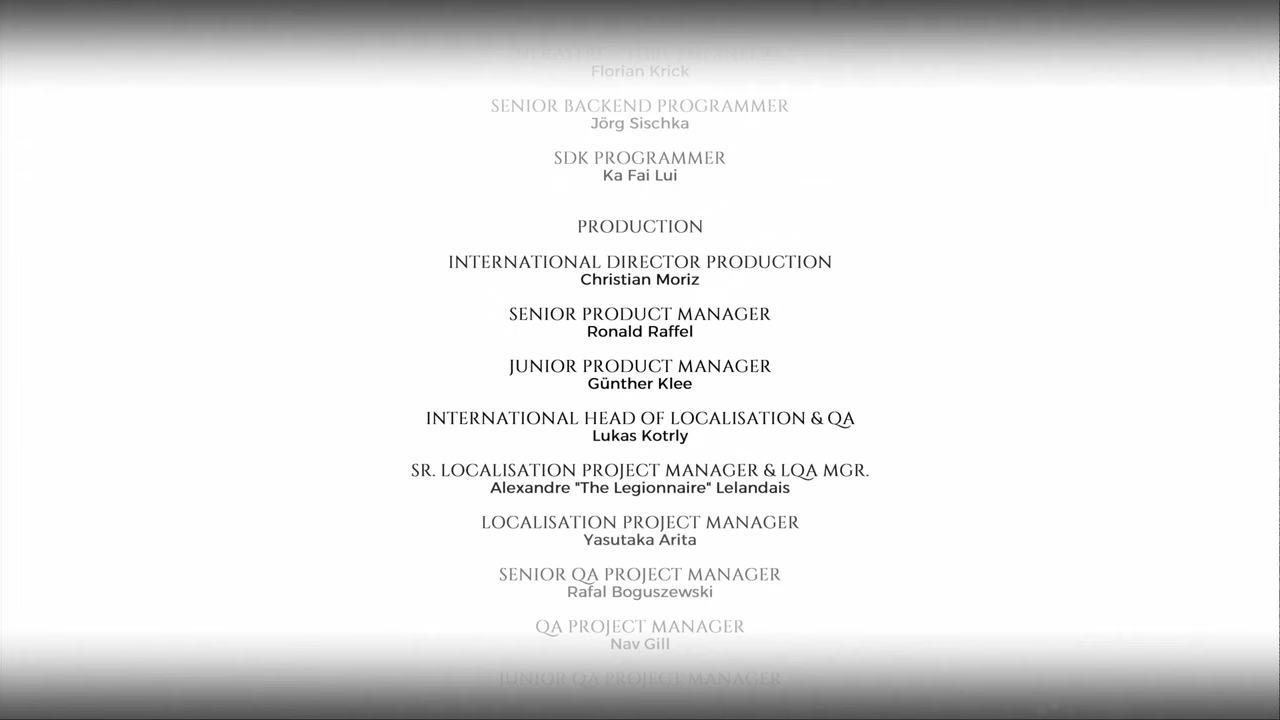 Florian Krick
SENIOR BACKEND PROGRAMMER
Jörg Sischka
SDK PROGRAMMER
Ka Fai Lui
PRODUCTION
INTERNATIONAL DIRECTOR PRODUCTION
Christian Moriz
SENIOR PRODUCT MANAGER
Ronald Raffel
JUNIOR PRODUCT MANAGER
Günther Klee
INTERNATIONAL HEAD OF LOCALISATION & QA
Lukas Kotrly
SR. LOCALISATION PROJECT MANAGER & LQA MGR.
Alexandre "The Legionnaire" Lelandais
LOCALISATION PROJECT MANAGER
Yasutaka Arita
SENIOR QA PROJECT MANAGER
Rafal Boguszewski
QA PROJECT MANAGER
Nav Gill
JUNIOR QA PROJECT MANAGER